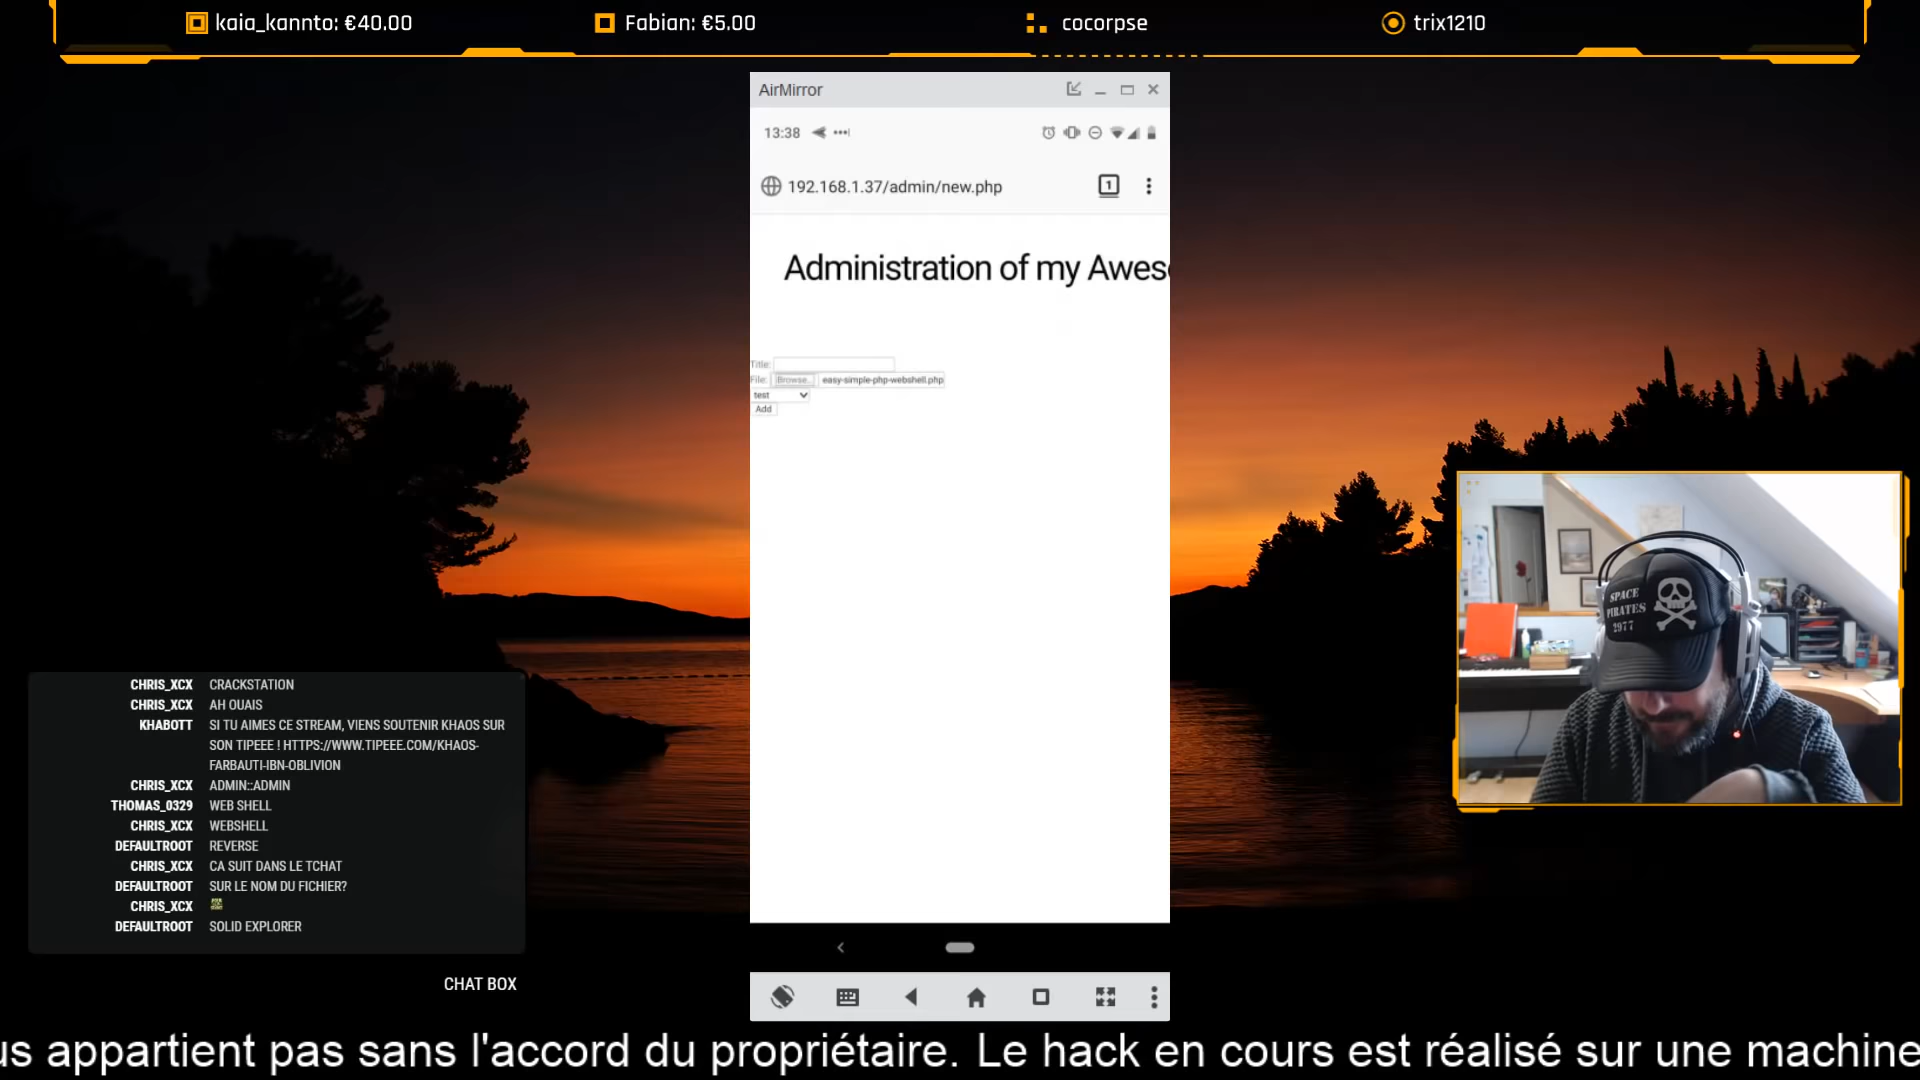 kaia_kannto: €40.00
Fabian: €5.00
cocorpse
trix1210
AirMirror
13:38
192.168.1.37/admin/new.php
1
Administration of my Awes
Title:
File: Browse... easy-simple-php-webshell.php
test
Add
SPACE
PIRATES
2977
CHRIS_XCX CRACKSTATION
CHRIS_XCX AH OUAIS
KHABOTT SI TU AIMES CE STREAM, VIENS SOUTENIR KHAOS SUR
SON TIPEEE ! HTTPS://WWW.TIPEEE.COM/KHAOS-
FARBAUTI-IBN-OBLIVION
CHRIS_XCX ADMIN::ADMIN
THOMAS_0329 WEB SHELL
CHRIS_XCX WEBSHELL
DEFAULTROOT REVERSE
CHRIS_XCX CA SUIT DANS LE TCHAT
DEFAULTROOT SUR LE NOM DU FICHIER?
CHRIS_XCX
DEFAULTROOT SOLID EXPLORER
CHAT BOX
us appartient pas sans l'accord du propriétaire. Le hack en cours est réalisé sur une machine